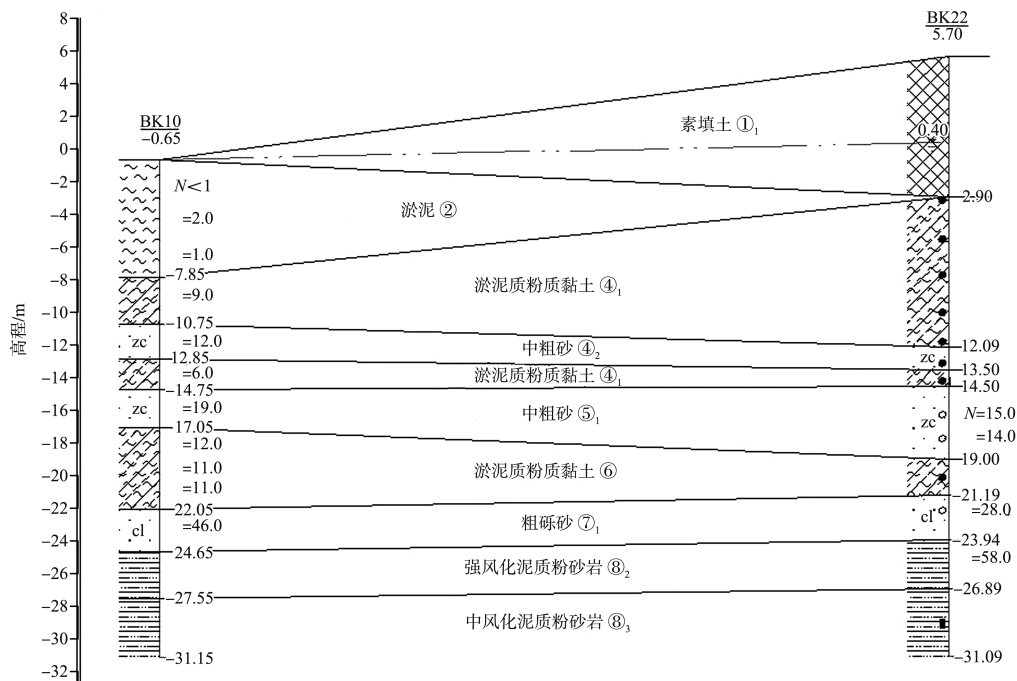 8
6
4
2
0
−2
−4
−6
−8
−10
−12
−14
−16
−18
−20
−22
−24
−26
−28
−30
−32
高程/m
BK10
−0.65
N<1
=2.0
=1.0
−7.85
=9.0
−10.75
zc
=12.0
12.85
=6.0
−14.75
zc
=19.0
17.05
=12.0
=11.0
=11.0
22.05
cl
=46.0
−24.65
−27.55
−31.15
素填土 ①1
淤泥 ②
淤泥质粉质黏土 ④1
中粗砂 ④2
淤泥质粉质黏土 ④1
中粗砂 ⑤1
淤泥质粉质黏土 ⑥
粗砾砂 ⑦1
强风化泥质粉砂岩 ⑧2
中风化泥质粉砂岩 ⑧3
BK22
5.70
0.40
2.90
12.09
zc
13.50
14.50
N=15.0
zc
=14.0
19.00
−21.19
cl
=28.0
−23.94
=58.0
−26.89
−31.09